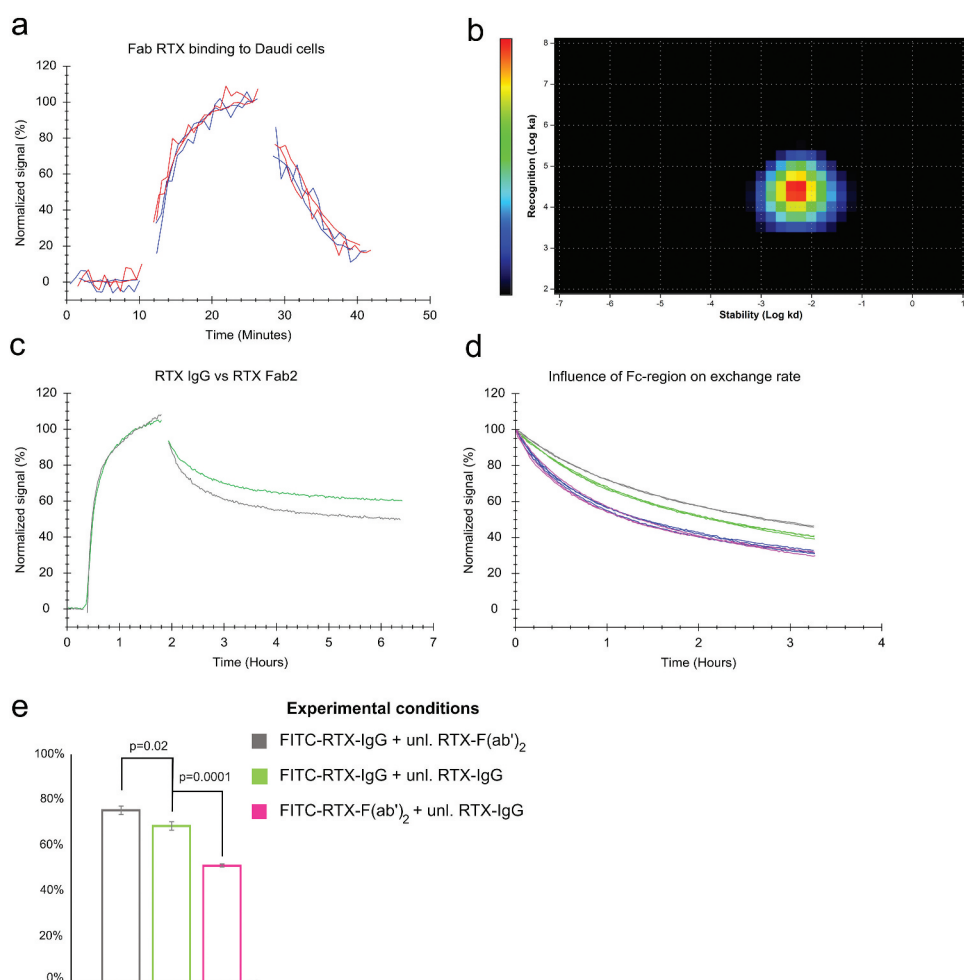 a
Fab RTX binding to Daudi cells
120
100
80
60
40
20
0
Normalized signal (%)
0 10 20 30 40 50
Time (Minutes)
b
8
7
6
5
4
3
2
Recognition (Log ka)
-7 -6 -5 -4 -3 -2 -1 0 1
Stability (Log kd)
c
RTX IgG vs RTX Fab2
120
100
80
60
40
20
0
Normalized signal (%)
0 1 2 3 4 5 6 7
Time (Hours)
d
Influence of Fc-region on exchange rate
120
100
80
60
40
20
0
Normalized signal (%)
0 1 2 3 4
Time (Hours)
e
100%
80%
60%
40%
20%
0%
p=0.02
p=0.0001
Experimental conditions
FITC-RTX-IgG + unl. RTX-F(ab')2
FITC-RTX-IgG + unl. RTX-IgG
FITC-RTX-F(ab')2 + unl. RTX-IgG